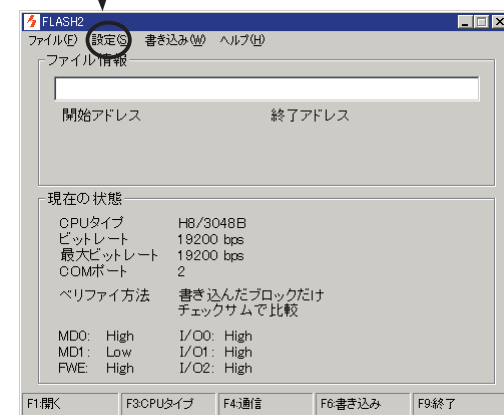 FLASH2
ファイル(F) 設定(S) 書き込み(W) ヘルプ(H)
ファイル情報
開始アドレス 終了アドレス
現在の状態
CPUタイプ H8/3048B
ビットレート 19200 bps
最大ビットレート 19200 bps
COMポート 2
ベリファイ方法 書き込んだブロックだけ
チェックサムで比較
MD0: High I/O0: High
MD1: Low I/O1: High
FWE: High I/O2: High
F1:開く F3:CPUタイプ F4:通信 F6:書き込み F9:終了